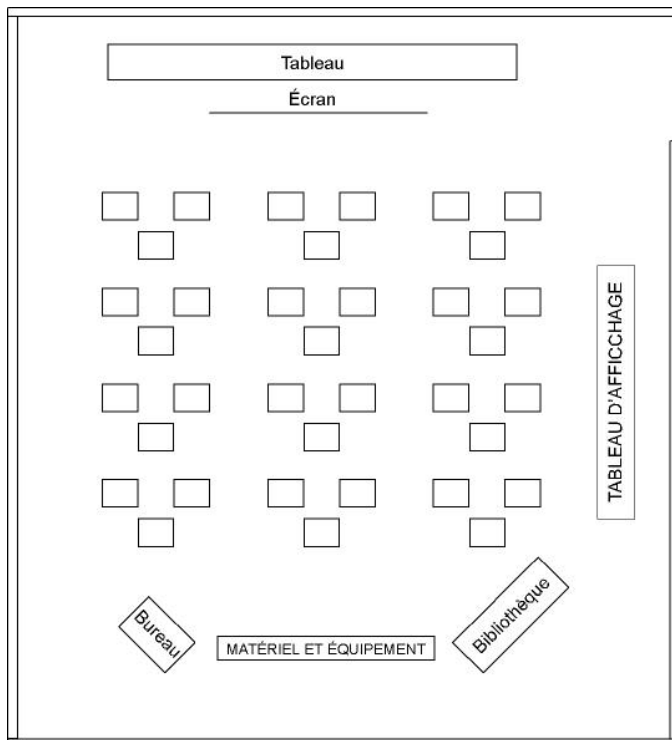 Tableau
Écran
TABLEAU D'AFFICCHAGE
Bureau
MATÉRIEL ET ÉQUIPEMENT
Bibliothèque